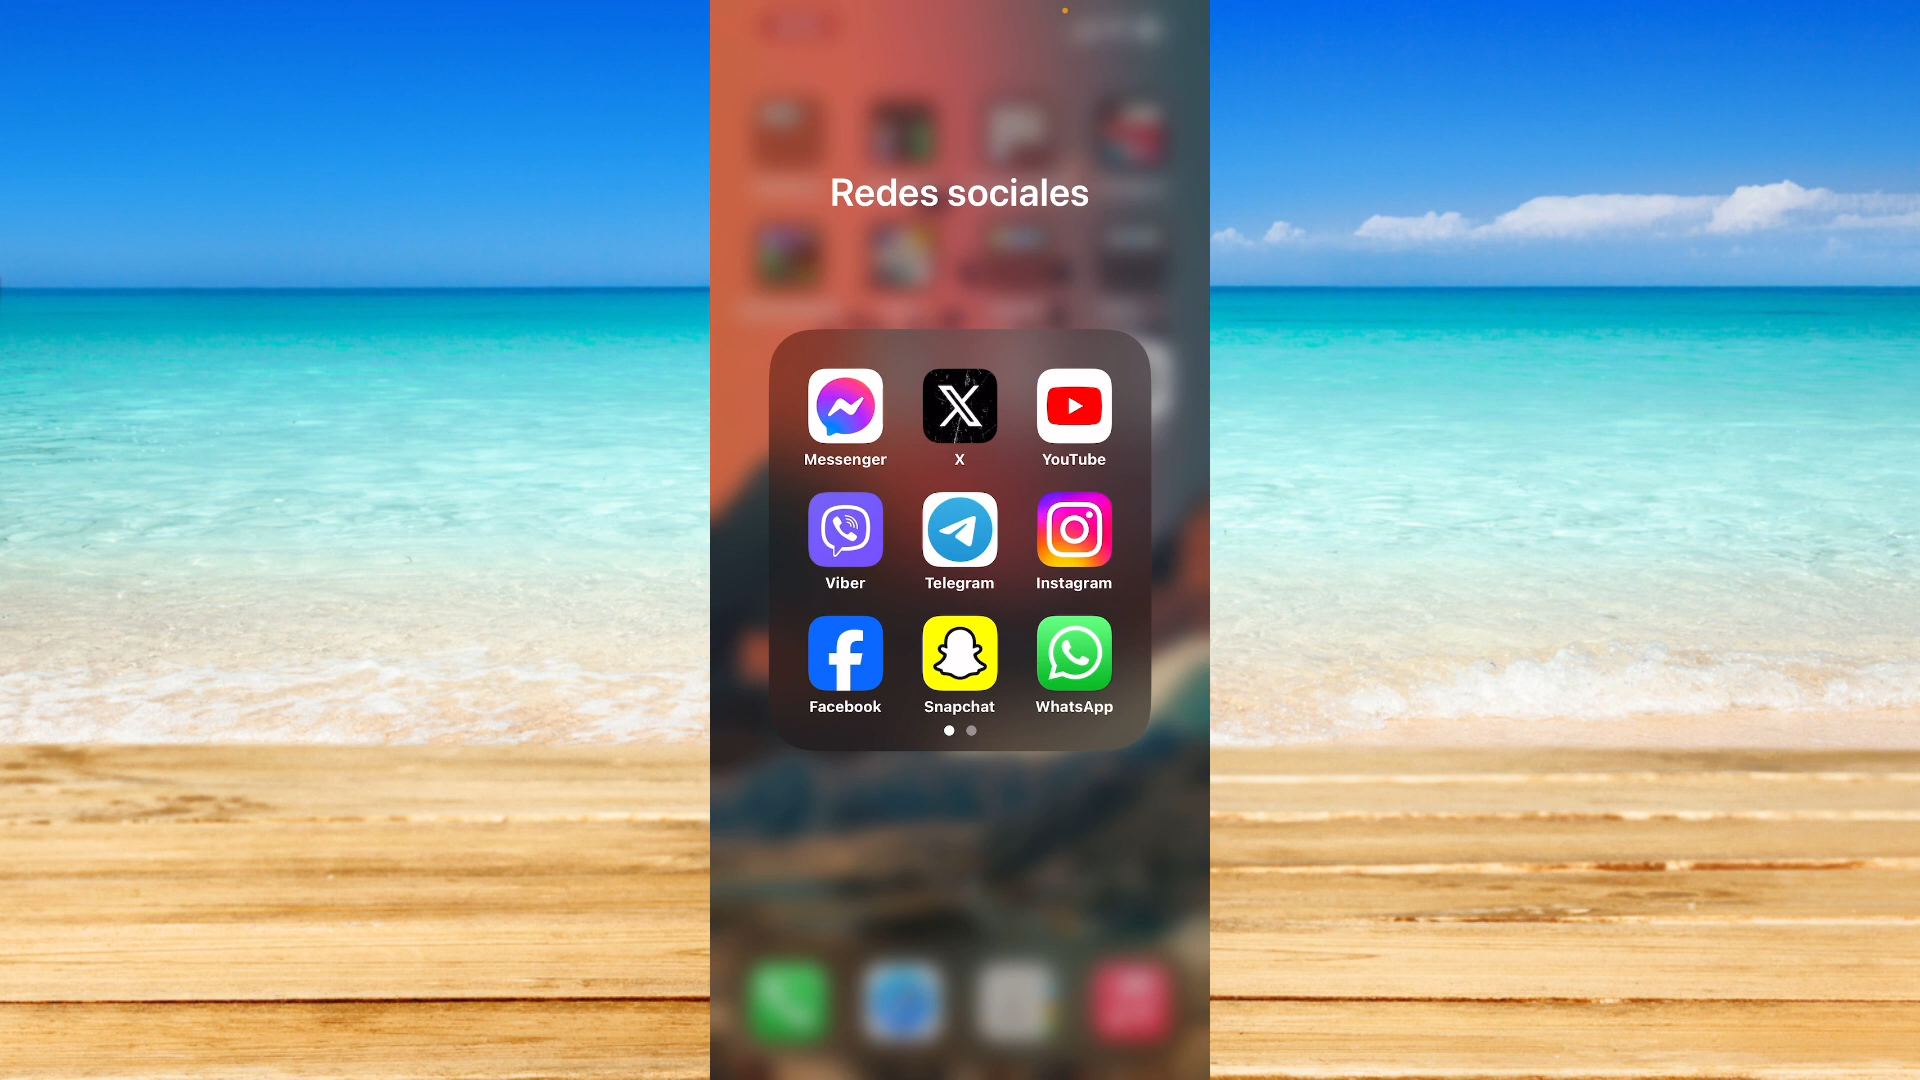 Redes sociales
Messenger
X
YouTube
Viber
Telegram
Instagram
Facebook
Snapchat
WhatsApp